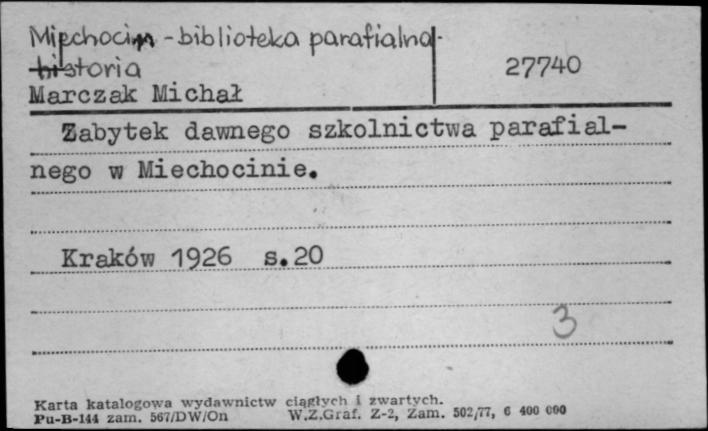 Miechocin - biblioteka parafialna -
historia
27740
Marczak Michał
Zabytek dawnego szkolnictwa parafial-
nego w Miechocinie.
Kraków 1926 s.20
3
Karta katalogowa wydawnictw ciągłych i zwartych.
Pu-B-144 zam. 567/DW/On W.Z.Graf. Z-2, Zam. 502/77, 6 400 000